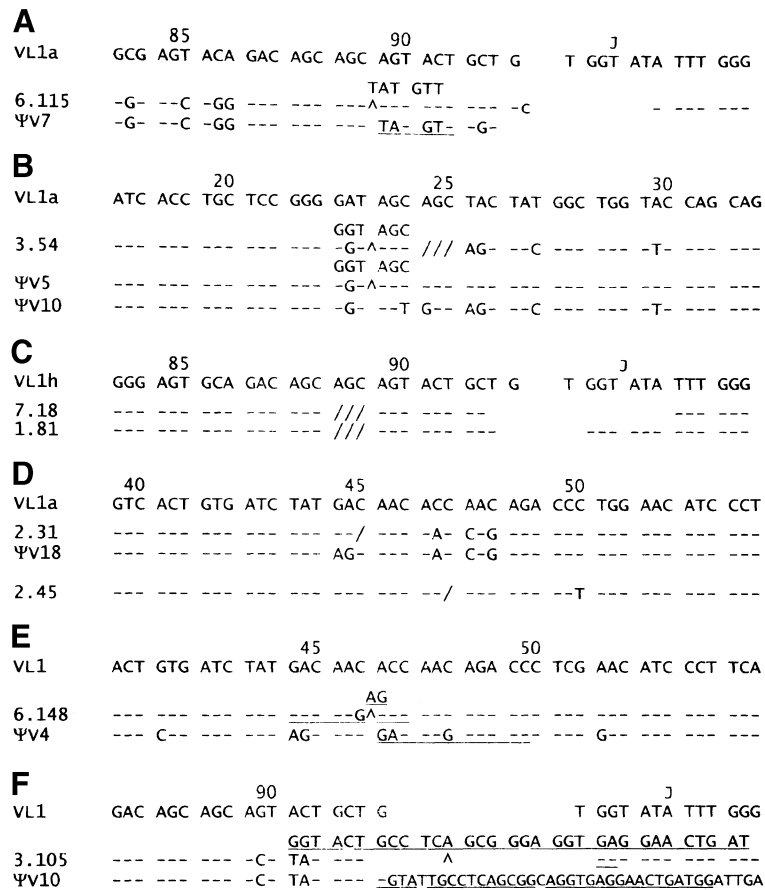 A
85 90 J
VL1a GCG AGT ACA GAC AGC AGC AGT ACT GCT G T GGT ATA TTT GGG
TAT GTT
6.115 -G- --C -GG --- --- --- ^ --- --- --- -C - --- ---
ΨV7 -G- --C -GG --- --- --- TA- GT- -G-
B
20 25 30
VL1a ATC ACC TGC TCC GGG GAT AGC AGC TAC TAT GGC TGG TAC CAG CAG
GGT AGC
3.54 --- --- --- --- --- -G- ^ --- /// AG- --C --- --- -T- --- ---
GGT AGC
ΨV5 --- --- --- --- --- -G- ^ --- --- --- --- --- --- --- --- ---
ΨV10 --- --- --- --- --- -G- --T G-- AG- --C --- --- -T- --- ---
C
85 90 J
VL1h GGG AGT GCA GAC AGC AGC AGT ACT GCT G T GGT ATA TTT GGG
7.18 --- --- --- --- --- /// --- --- --- --- ---
1.81 --- --- --- --- --- /// --- --- --- --- --- --- ---
D
40 45 50
VL1a GTC ACT GTG ATC TAT GAC AAC ACC AAC AGA CCC TGG AAC ATC CCT
2.31 --- --- --- --- --- --/ --- -A- C-G --- --- --- --- --- ---
ΨV18 --- --- --- --- --- AG- --- -A- C-G --- --- --- --- --- ---
2.45 --- --- --- --- --- --- --- --/ --- --- --T --- --- --- ---
E
45 50
VL1 ACT GTG ATC TAT GAC AAC ACC AAC AGA CCC TCG AAC ATC CCT TCA
AG
6.148 --- --- --- --- --- --G^--- --- --- --- --- --- --- --- ---
ΨV4 --- C-- --- --- AG- --- GA- --G --- --- --- G-- --- --- ---
F
90 J
VL1 GAC AGC AGC AGT ACT GCT G T GGT ATA TTT GGG
GGT ACT GCC TCA GCG GGA GGT GAG GAA CTGA AT
3.105 --- --- --- -C- TA- --- ^ --- --- --- ---
ΨV10 --- --- --- -C- TA- --- -GTATTGCCTCAGCGGCAGGTGAGGAACTGATGGATTGA